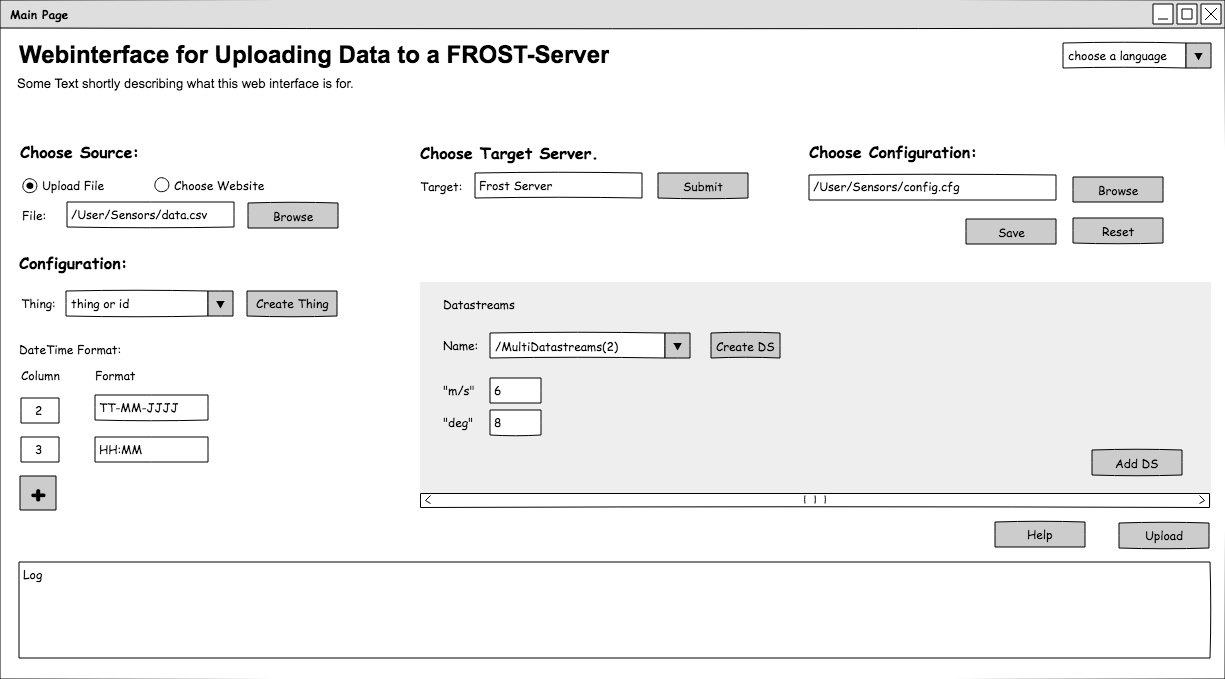 Main Page
Webinterface for Uploading Data to a FROST-Server
choose a language
Some Text shortly describing what this web interface is for.
Choose Source:
Upload File
Choose Website
File:
/User/Sensors/data.csv
Browse
Choose Target Server.
Target:
Frost Server
Submit
Choose Configuration:
/User/Sensors/config.cfg
Browse
Save
Reset
Configuration:
Thing:
thing or id
Create Thing
DateTime Format:
Column
Format
2
TT-MM-JJJJ
3
HH:MM
+
Datastreams
Name:
/MultiDatastreams(2)
Create DS
"m/s"
6
"deg"
8
Add DS
Help
Upload
Log